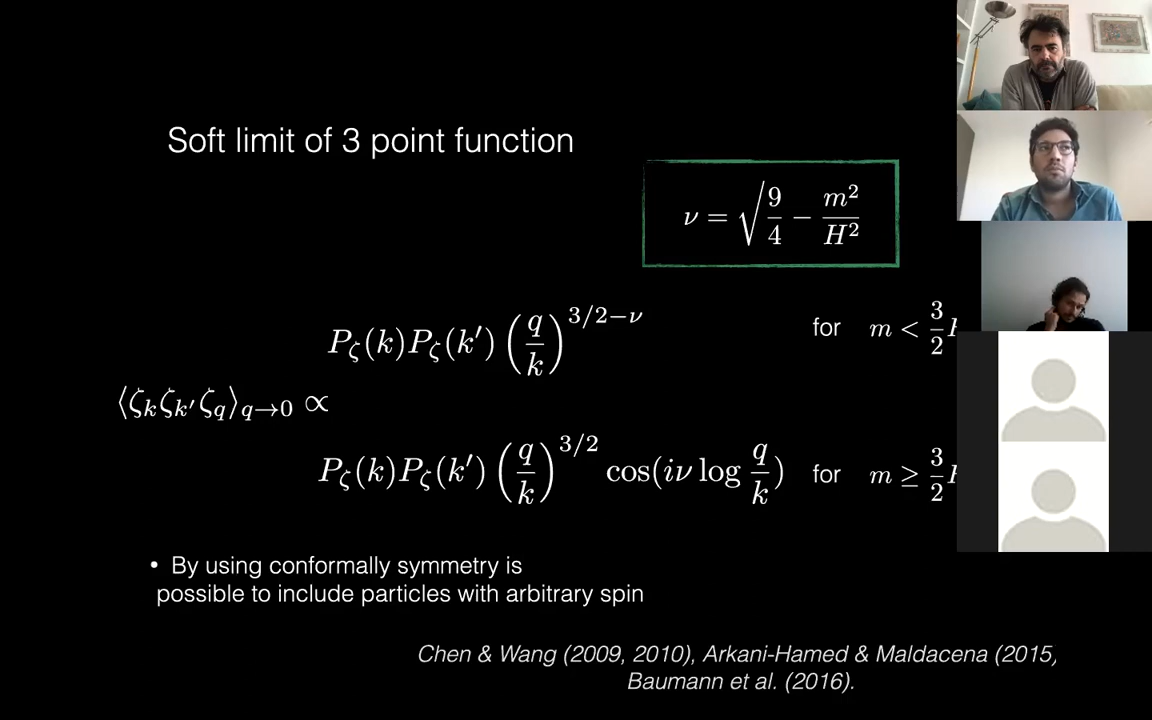 Soft limit of 3 point function
ν = √(9/4 − m²/H²)
P_ζ(k)P_ζ(k′) (q/k)^{3/2−ν} for m < 3/2
⟨ζ_k ζ_k′ ζ_q⟩_{q→0} ∝
P_ζ(k)P_ζ(k′) (q/k)^{3/2} cos(iν log q/k) for m ≥ 3/2
• By using conformally symmetry is
possible to include particles with arbitrary spin
Chen & Wang (2009, 2010), Arkani-Hamed & Maldacena (2015)
Baumann et al. (2016).